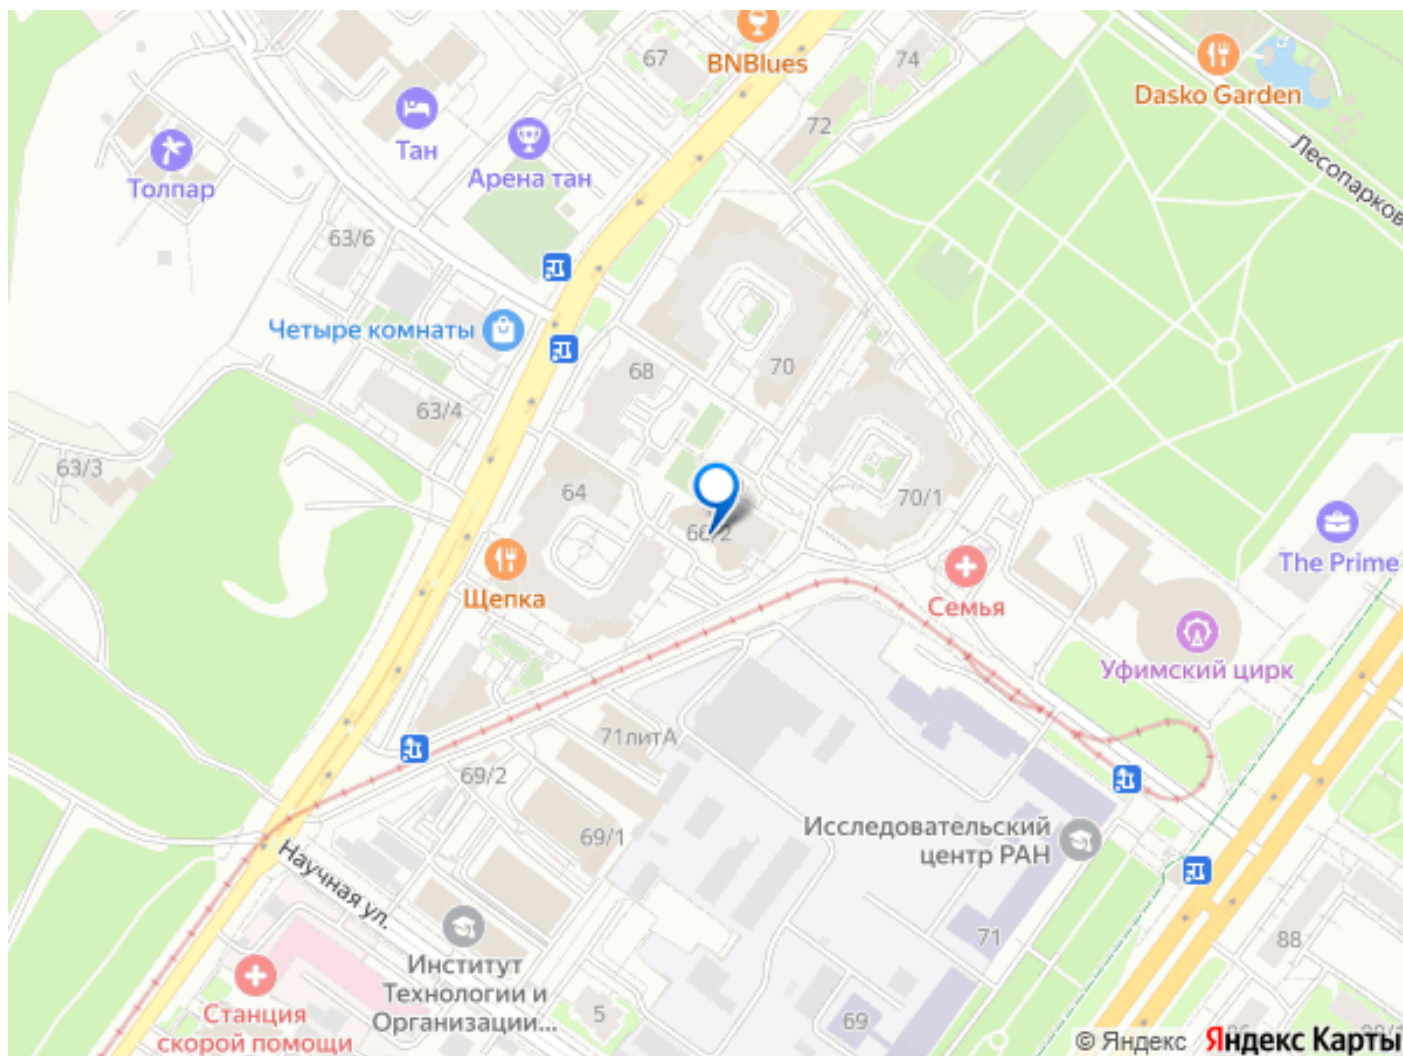 67
BNBlues
74
Dasko Garden
72
Лесопарков
Тан
Арена тан
Толпар
63/6
Четыре комнаты
68
70
63/4
63/3
64
70/1
66/2
The Prime
Щепка
Семья
Уфимский цирк
71литА
69/2
69/1
Исследовательский
центр РАН
Научная ул.
71
88
Институт
Технологии и
Организации...
Станция
скорой помощи
5
69
© Яндекс Яндекс Карты